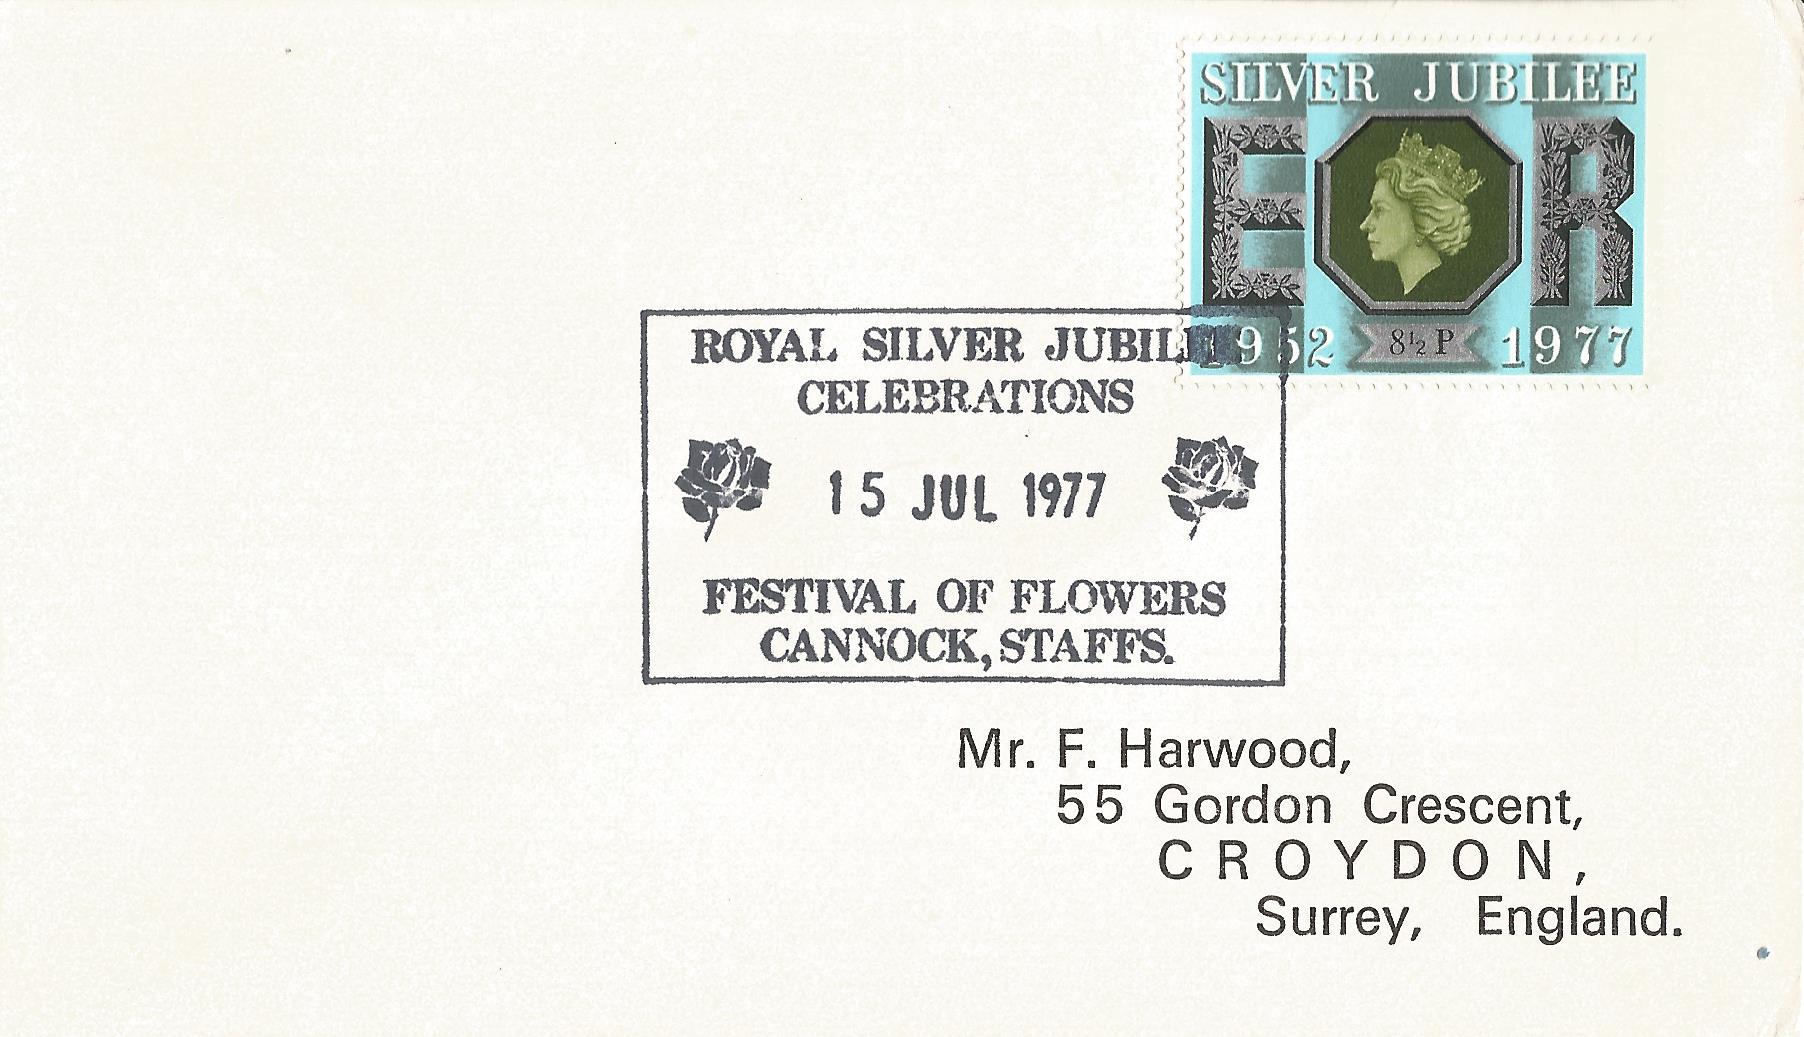 SILVER JUBILEE
E R
1952 8½P 1977
ROYAL SILVER JUBILEE
CELEBRATIONS
15 JUL 1977
FESTIVAL OF FLOWERS
CANNOCK, STAFFS.
Mr. F. Harwood,
55 Gordon Crescent,
CROYDON,
Surrey, England.